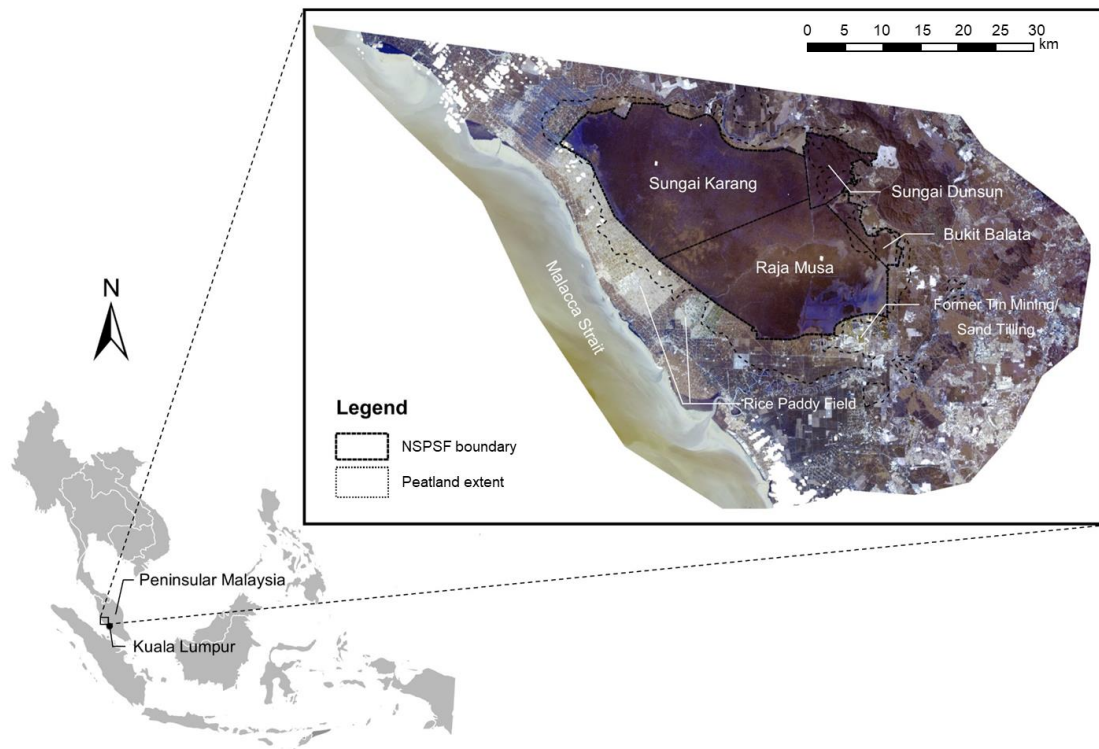 0 5 10 15 20 25 30
km
Sungai Karang
Sungai Dunsun
Bukit Balata
Raja Musa
Malacca Strait
Former Tin Mining/
Sand Tilling
Rice Paddy Field
N
Legend
NSPSF boundary
Peatland extent
Peninsular Malaysia
Kuala Lumpur